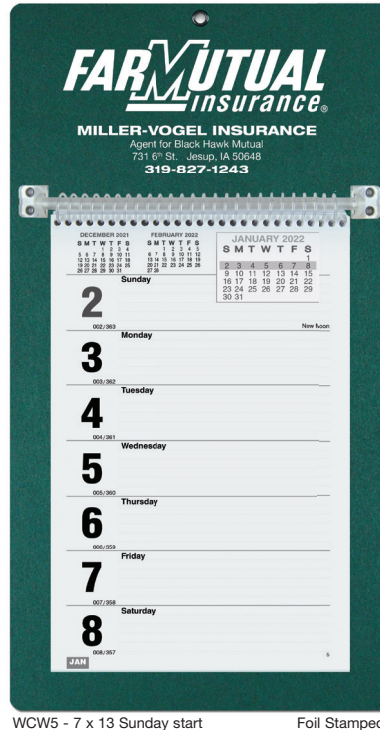 FARMUTUAL
insurance®
MILLER-VOGEL INSURANCE
Agent for Black Hawk Mutual
731 6th St. Jesup, IA 50648
319-827-1243
DECEMBER 2021
S M T W T F S
1 2 3 4
5 6 7 8 9 10 11
12 13 14 15 16 17 18
19 20 21 22 23 24 25
26 27 28 29 30 31
FEBRUARY 2022
S M T W T F S
1 2 3 4 5
6 7 8 9 10 11 12
13 14 15 16 17 18 19
20 21 22 23 24 25 26
27 28
JANUARY 2022
S M T W T F S
1
2 3 4 5 6 7 8
9 10 11 12 13 14 15
16 17 18 19 20 21 22
23 24 25 26 27 28 29
30 31
Sunday
2
002/363
New Moon
Monday
3
003/362
Tuesday
4
004/361
Wednesday
5
005/360
Thursday
6
006/359
Friday
7
007/358
Saturday
8
008/357
JAN
WCW5 - 7 x 13 Sunday start
Foil Stamped